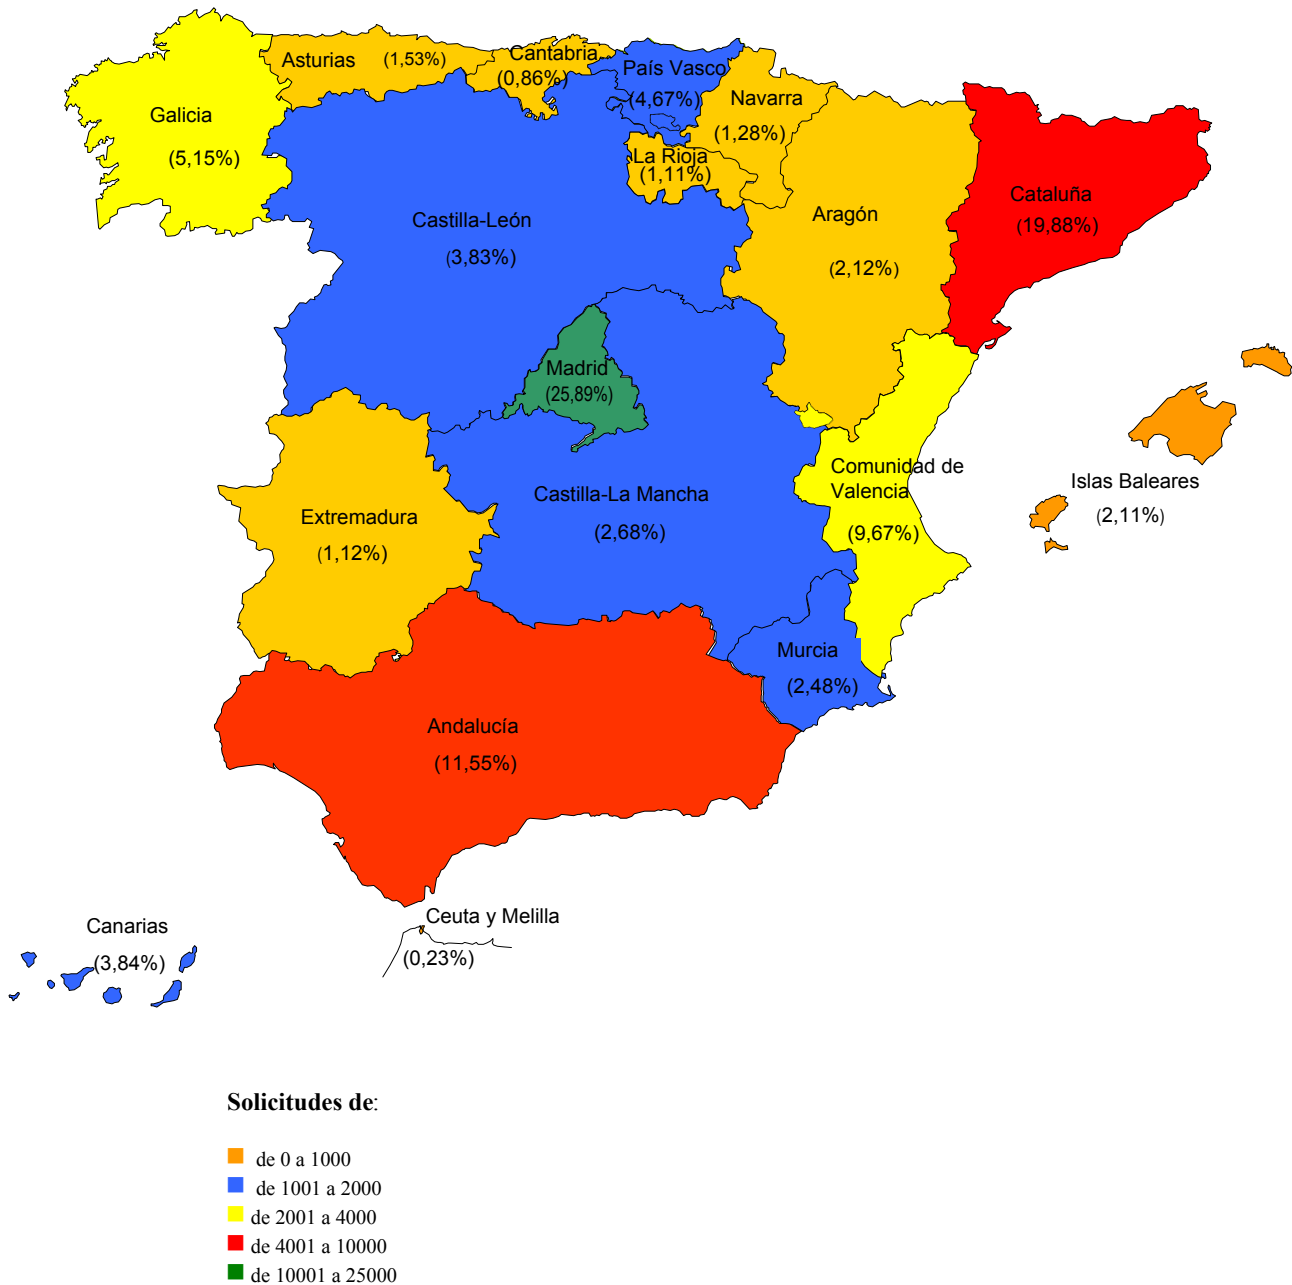 Asturias (1,53%)
Cantabria
(0,86%)
País Vasco
(4,67%)
Galicia
(5,15%)
Navarra
(1,28%)
La Rioja
(1,11%)
Cataluña
(19,88%)
Castilla-León
(3,83%)
Aragón
(2,12%)
Madrid
(25,89%)
Comunidad de
Valencia
(9,67%)
Islas Baleares
(2,11%)
Castilla-La Mancha
(2,68%)
Extremadura
(1,12%)
Murcia
(2,48%)
Andalucía
(11,55%)
Canarias
(3,84%)
Ceuta y Melilla
(0,23%)
Solicitudes de:
de 0 a 1000
de 1001 a 2000
de 2001 a 4000
de 4001 a 10000
de 10001 a 25000